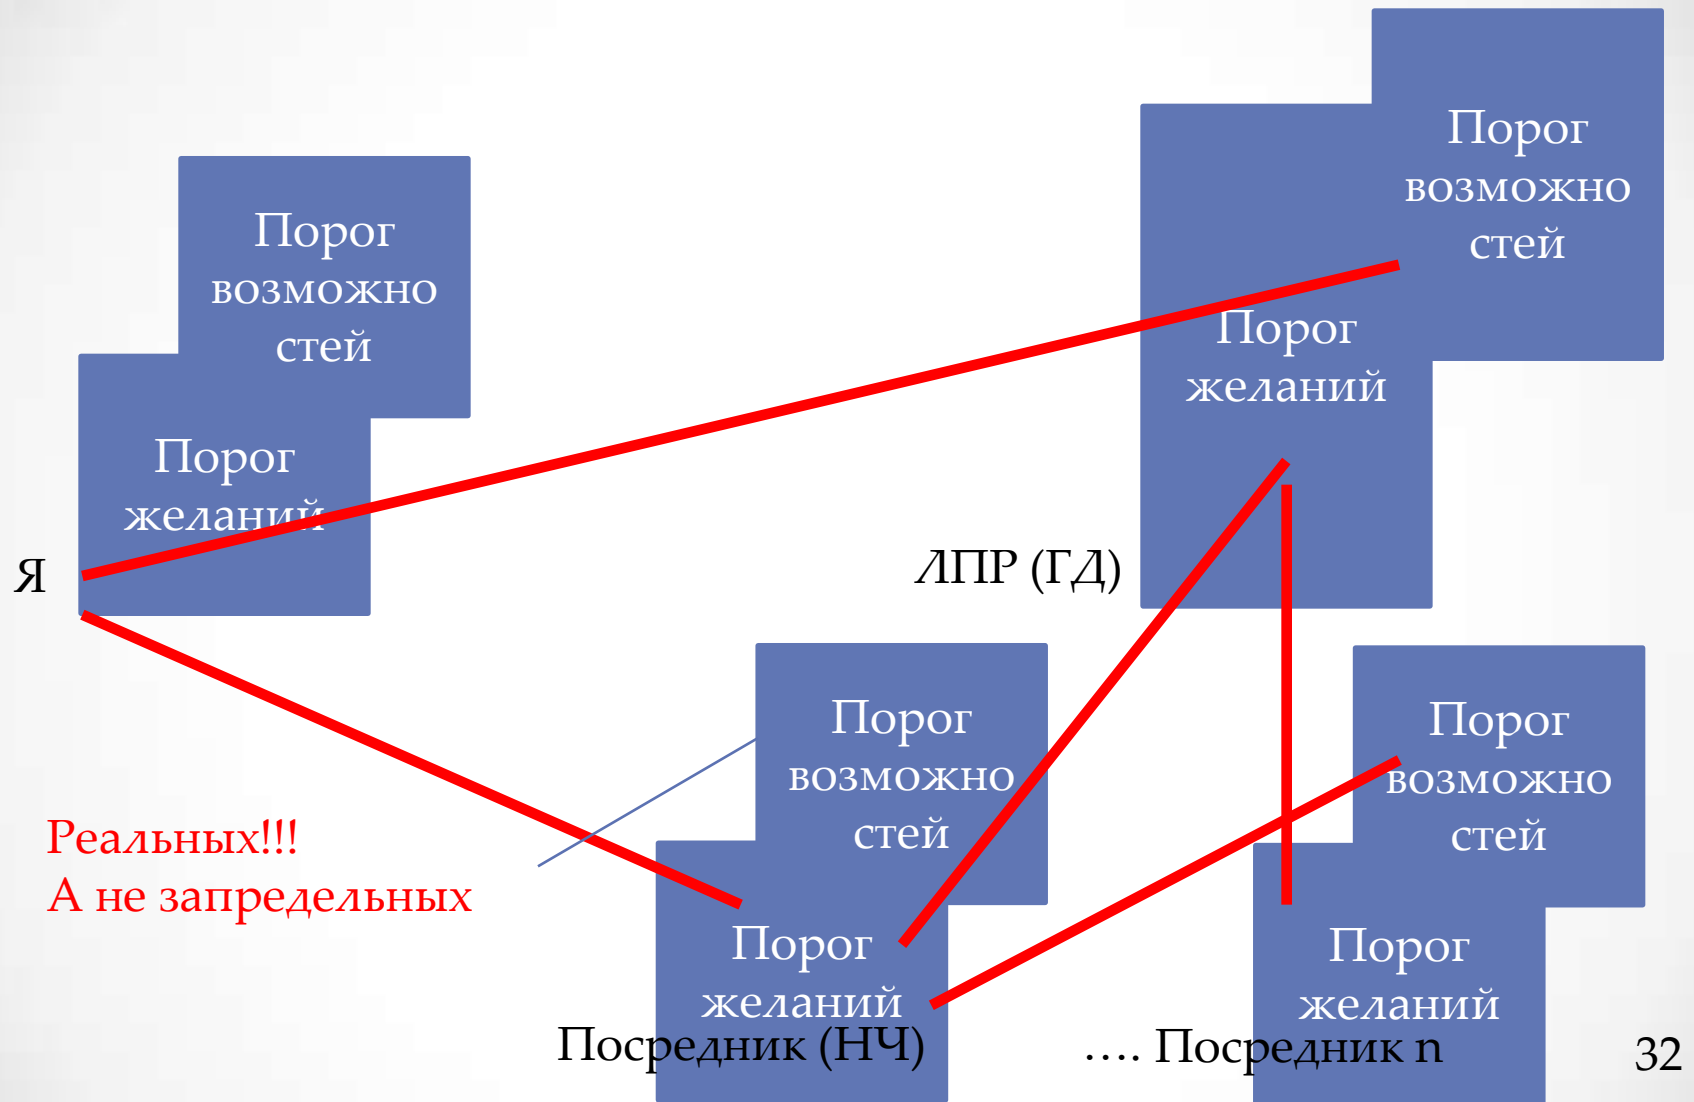 Порог
возможно
стей
Порог
желаний
Я
Порог
возможно
стей
Порог
желаний
ЛПР (ГД)
Реальных!!!
А не запредельных
Порог
возможно
стей
Порог
желаний
Посредник (НЧ)
Порог
возможно
стей
Порог
желаний
.... Посредник n
32